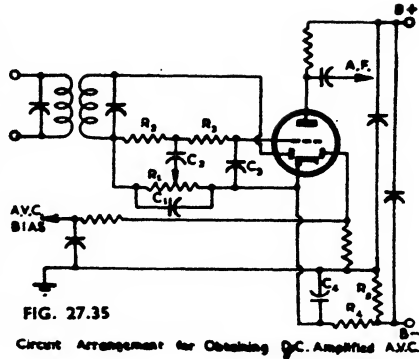 B+
A.F.
R2
R3
C2
C3
R1
C1
A.V.C.
BIAS
C4
R5
R4
B-
FIG. 27.35
Circuit Arrangement for Obtaining D.C. Amplified A.V.C.